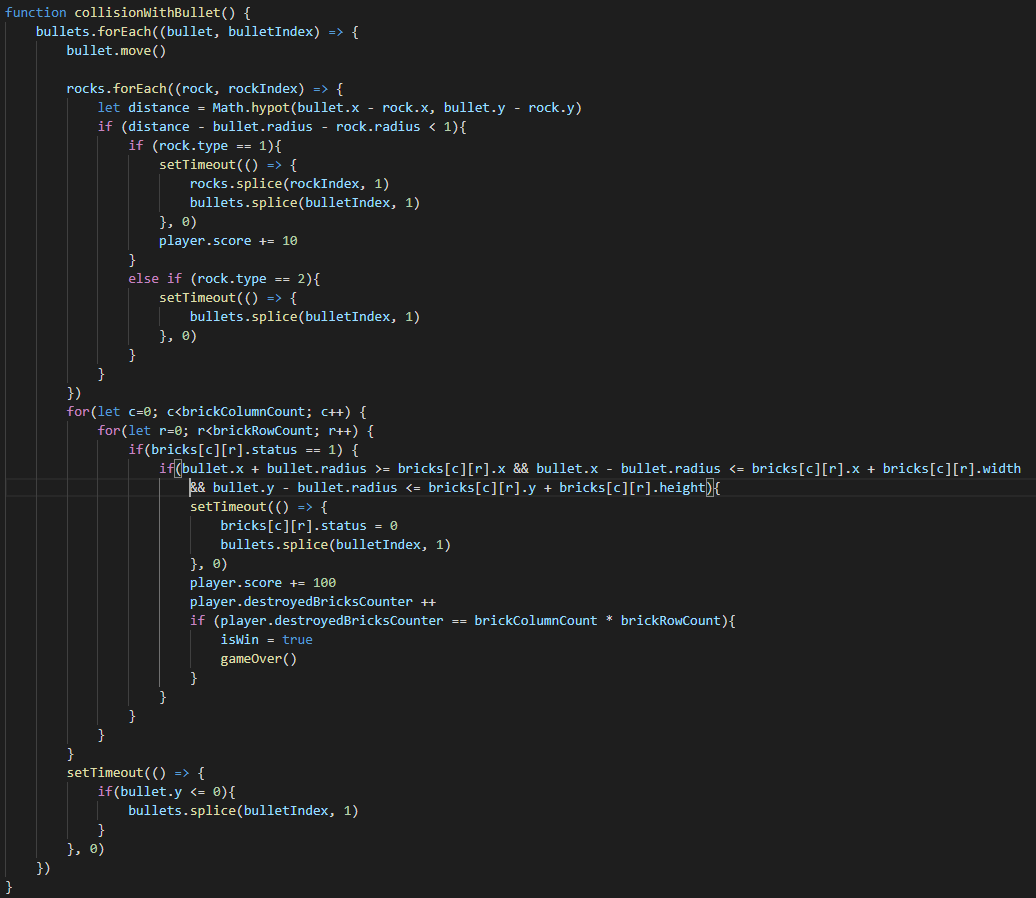 function collisionWithBullet() {
    bullets.forEach((bullet, bulletIndex) => {
        bullet.move()

        rocks.forEach((rock, rockIndex) => {
            let distance = Math.hypot(bullet.x - rock.x, bullet.y - rock.y)
            if (distance - bullet.radius - rock.radius < 1){
                if (rock.type == 1){
                    setTimeout(() => {
                        rocks.splice(rockIndex, 1)
                        bullets.splice(bulletIndex, 1)
                    }, 0)
                    player.score += 10
                }
                else if (rock.type == 2){
                    setTimeout(() => {
                        bullets.splice(bulletIndex, 1)
                    }, 0)
                }
            }
        })
        for(let c=0; c<brickColumnCount; c++) {
            for(let r=0; r<brickRowCount; r++) {
                if(bricks[c][r].status == 1) {
                    if(bullet.x + bullet.radius >= bricks[c][r].x && bullet.x - bullet.radius <= bricks[c][r].x + bricks[c][r].width
                        && bullet.y - bullet.radius <= bricks[c][r].y + bricks[c][r].height){
                        setTimeout(() => {
                            bricks[c][r].status = 0
                            bullets.splice(bulletIndex, 1)
                        }, 0)
                        player.score += 100
                        player.destroyedBricksCounter ++
                        if (player.destroyedBricksCounter == brickColumnCount * brickRowCount){
                            isWin = true
                            gameOver()
                        }
                    }
                }
            }
        }
        setTimeout(() => {
            if(bullet.y <= 0){
                bullets.splice(bulletIndex, 1)
            }
        }, 0)
    })
}